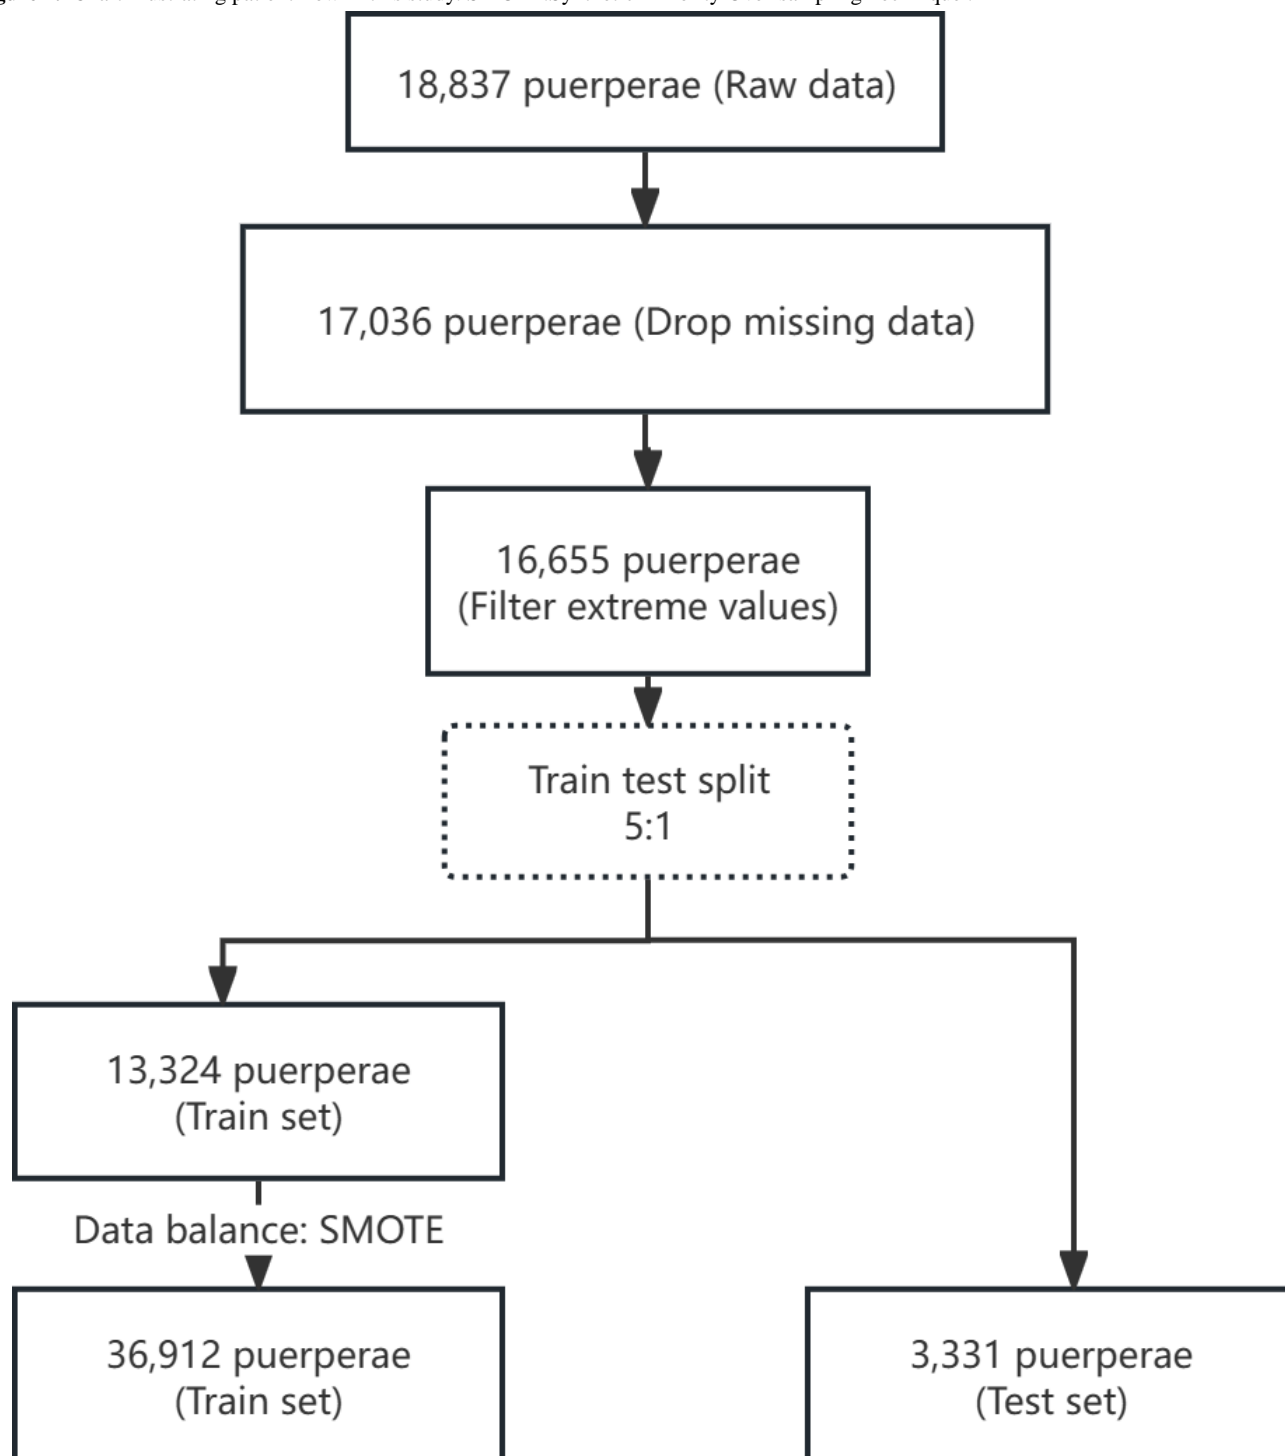 18,837 puerperae (Raw data)
17,036 puerperae (Drop missing data)
16,655 puerperae
(Filter extreme values)
Train test split
5:1
13,324 puerperae
(Train set)
Data balance: SMOTE
36,912 puerperae
(Train set)
3,331 puerperae
(Test set)